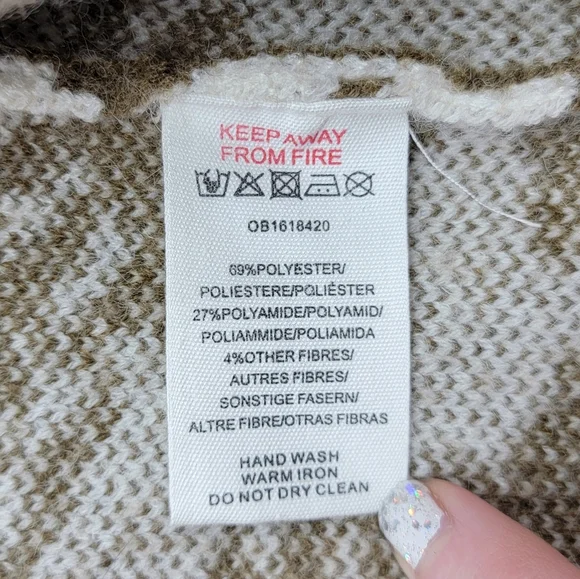 KEEP AWAY
FROM FIRE
OB1618420
69%POLYESTER/
POLIESTERE/POLIÉSTER
27%POLYAMIDE/POLYAMID/
POLIAMMIDE/POLIAMIDA
4%OTHER FIBRES/
AUTRES FIBRES/
SONSTIGE FASERN/
ALTRE FIBRE/OTRAS FIBRAS
HAND WASH
WARM IRON
DO NOT DRY CLEAN